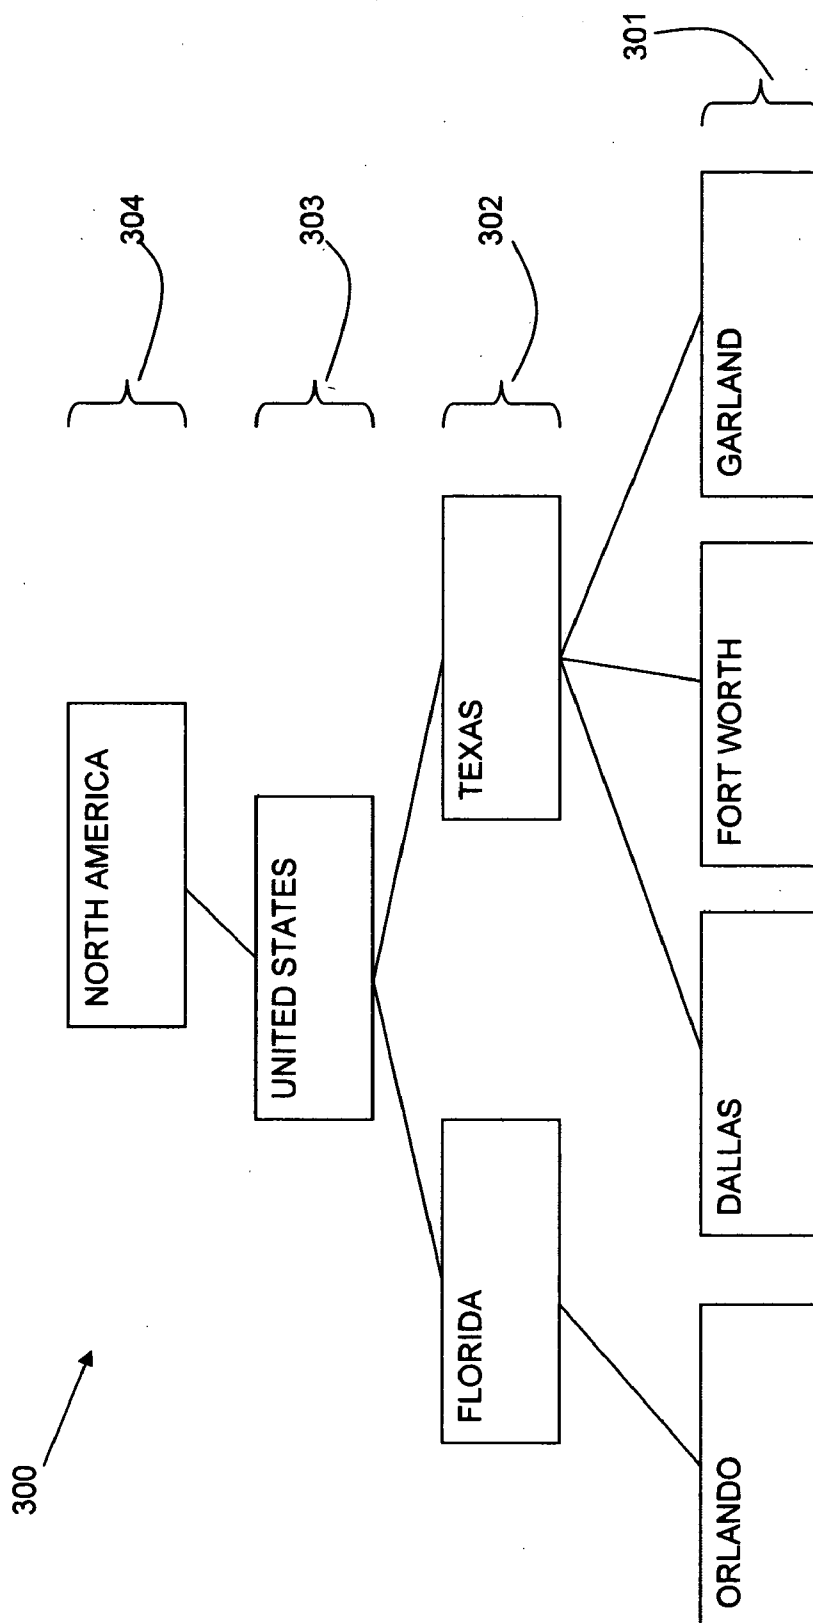 300
NORTH AMERICA
304
UNITED STATES
303
FLORIDA
TEXAS
302
ORLANDO
DALLAS
FORT WORTH
GARLAND
301